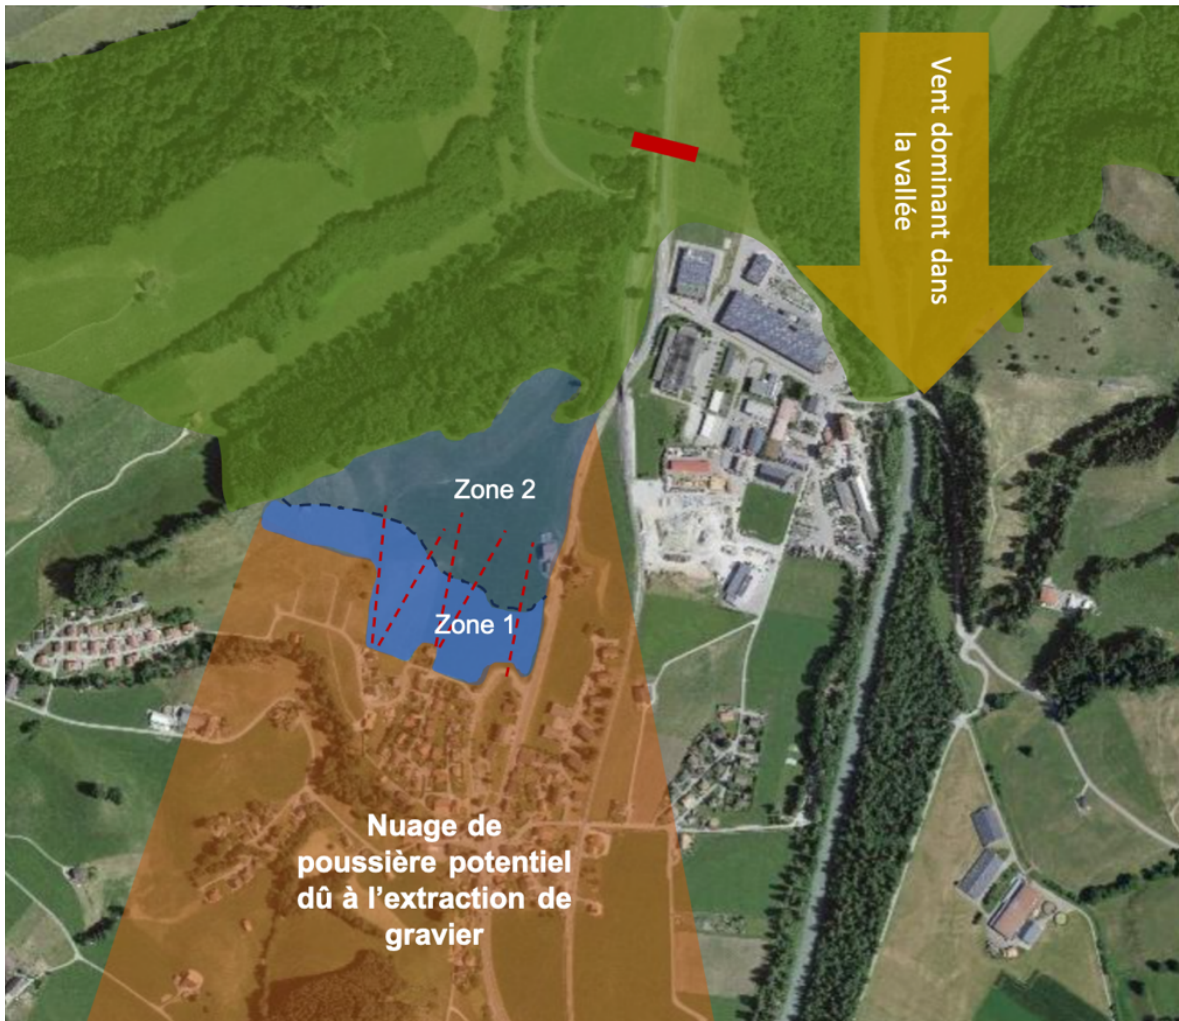 Vent dominant dans
la vallée
Zone 2
Zone 1
Nuage de
poussière potentiel
dû à l’extraction de
gravier